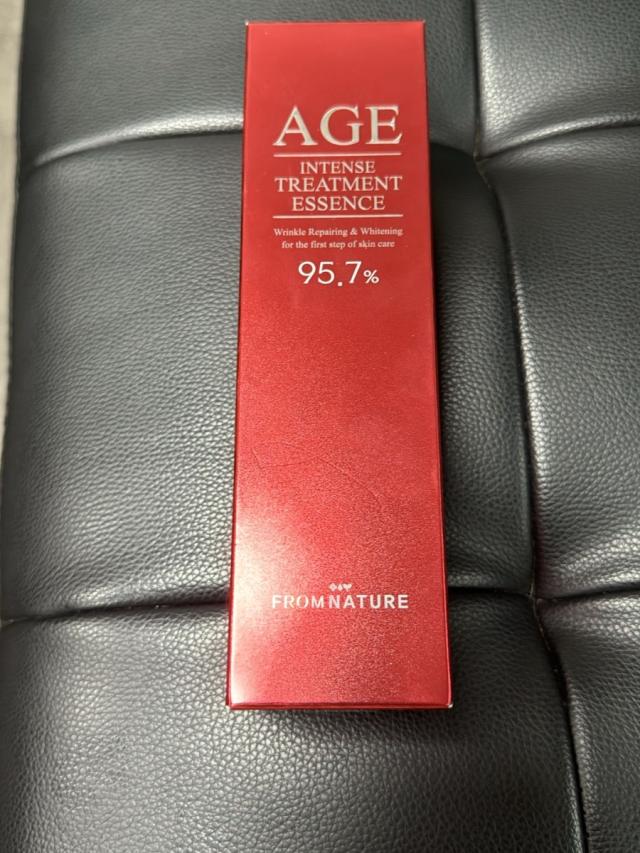 AGE
INTENSE
TREATMENT
ESSENCE
Wrinkle Repairing & Whitening
for the first step of skin care
95.7%
FROMNATURE